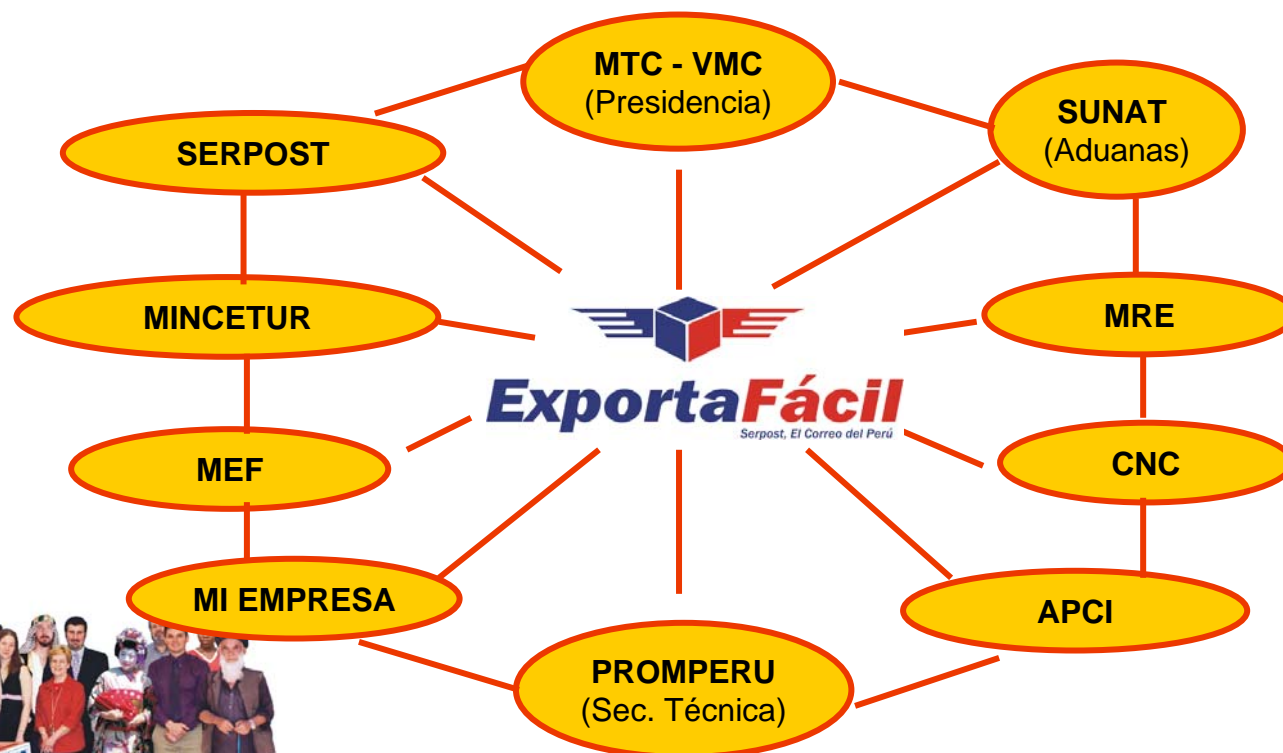 MTC - VMC
(Presidencia)
SUNAT
(Aduanas)
SERPOST
MINCETUR
MRE
ExportaFácil
Serpost, El Correo del Perú
MEF
CNC
MI EMPRESA
APCI
PROMPERU
(Sec. Técnica)